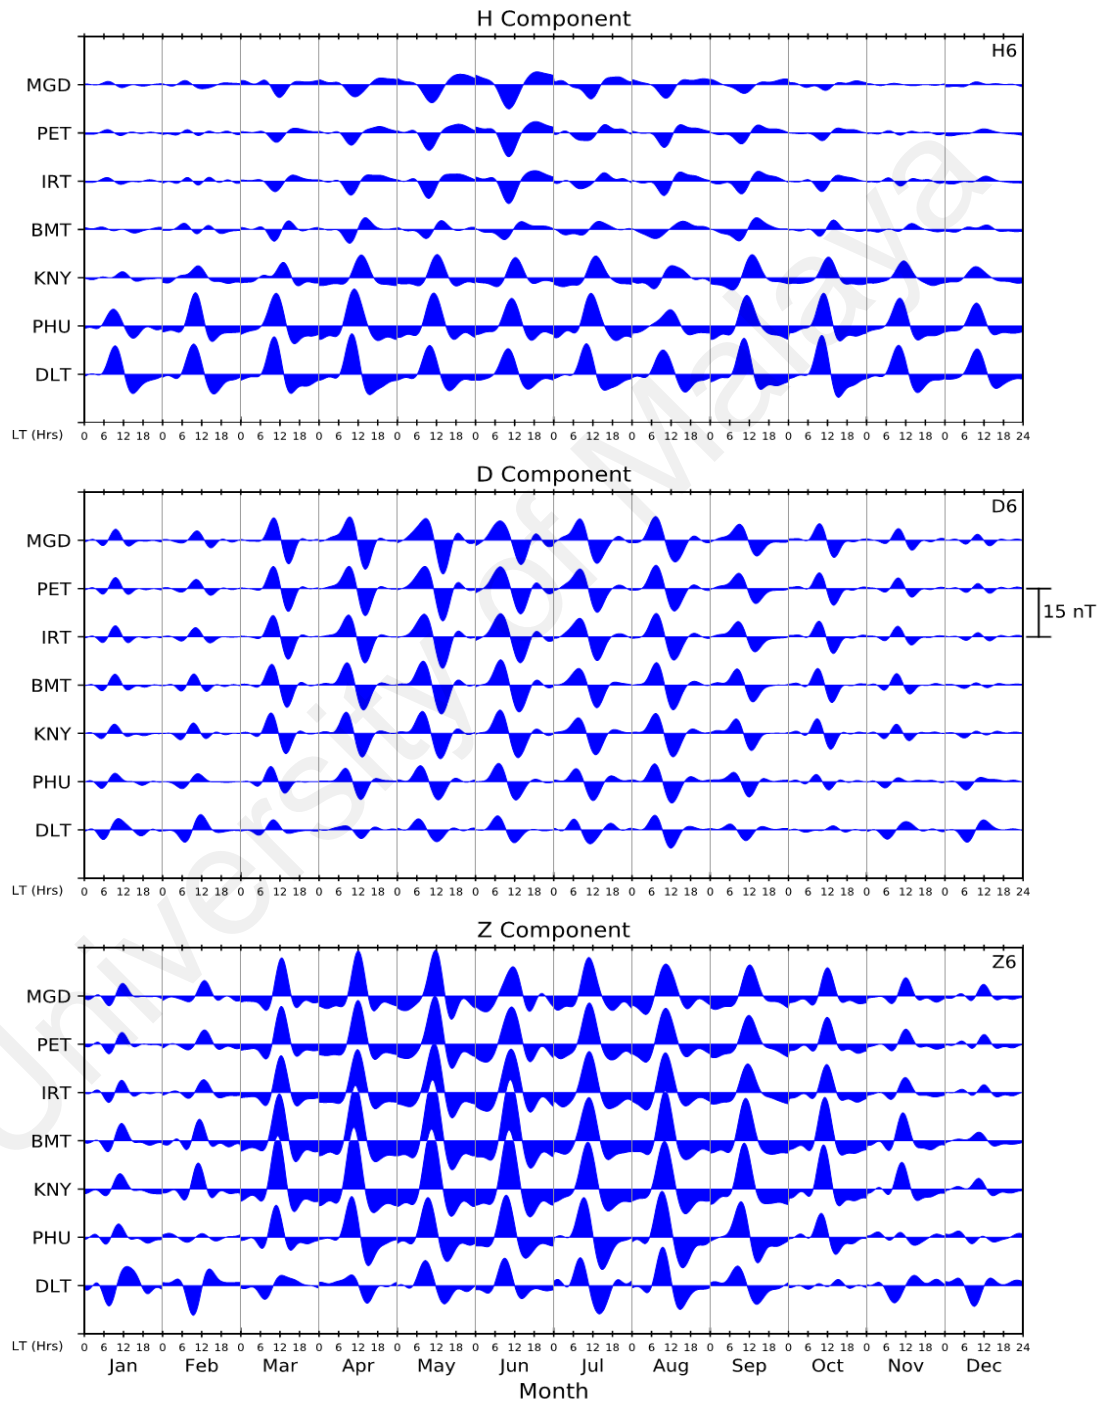 H Component
H6
MGD
PET
IRT
BMT
KNY
PHU
DLT
LT (Hrs)
0 6 12 18 0 6 12 18 0 6 12 18 0 6 12 18 0 6 12 18 0 6 12 18 0 6 12 18 0 6 12 18 0 6 12 18 0 6 12 18 0 6 12 18 0 6 12 18 24
D Component
D6
MGD
PET
IRT
BMT
KNY
PHU
DLT
15 nT
LT (Hrs)
0 6 12 18 0 6 12 18 0 6 12 18 0 6 12 18 0 6 12 18 0 6 12 18 0 6 12 18 0 6 12 18 0 6 12 18 0 6 12 18 0 6 12 18 0 6 12 18 24
Z Component
Z6
MGD
PET
IRT
BMT
KNY
PHU
DLT
LT (Hrs)
0 6 12 18 0 6 12 18 0 6 12 18 0 6 12 18 0 6 12 18 0 6 12 18 0 6 12 18 0 6 12 18 0 6 12 18 0 6 12 18 0 6 12 18 0 6 12 18 24
Jan Feb Mar Apr May Jun Jul Aug Sep Oct Nov Dec
Month
University of Malaya